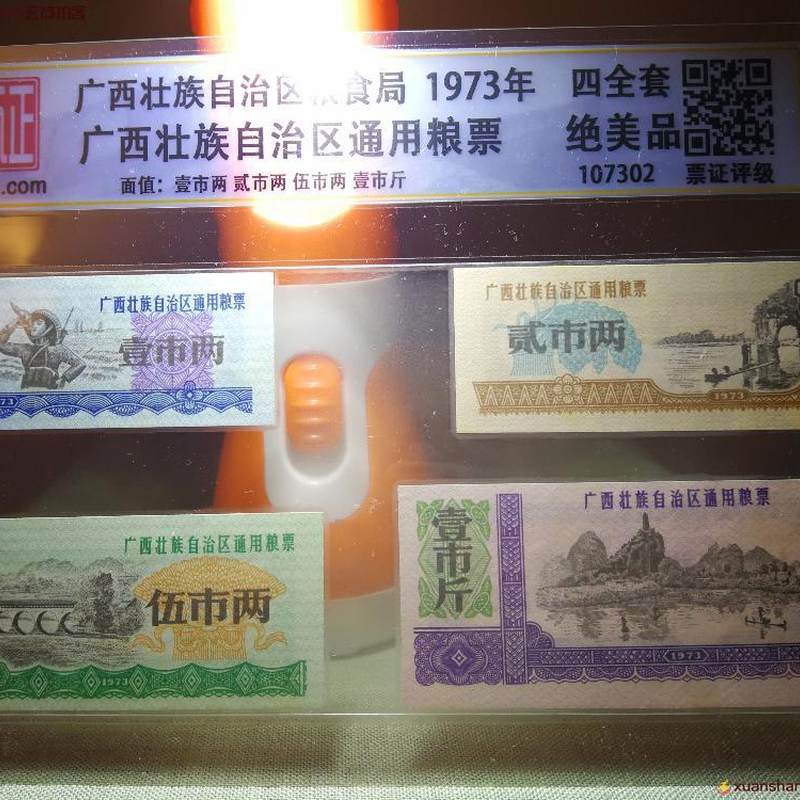 证
.com
广西壮族自治区粮食局 1973年 四全套
广西壮族自治区通用粮票 绝美品
面值：壹市两 贰市两 伍市两 壹市斤 107302 票证评级
广西壮族自治区通用粮票
壹市两
73
广西壮族自治区通用粮票
贰市两
1973
广西壮族自治区通用粮票
伍市两
1973
广西壮族自治区通用粮票
壹市斤
1973
xuanshar